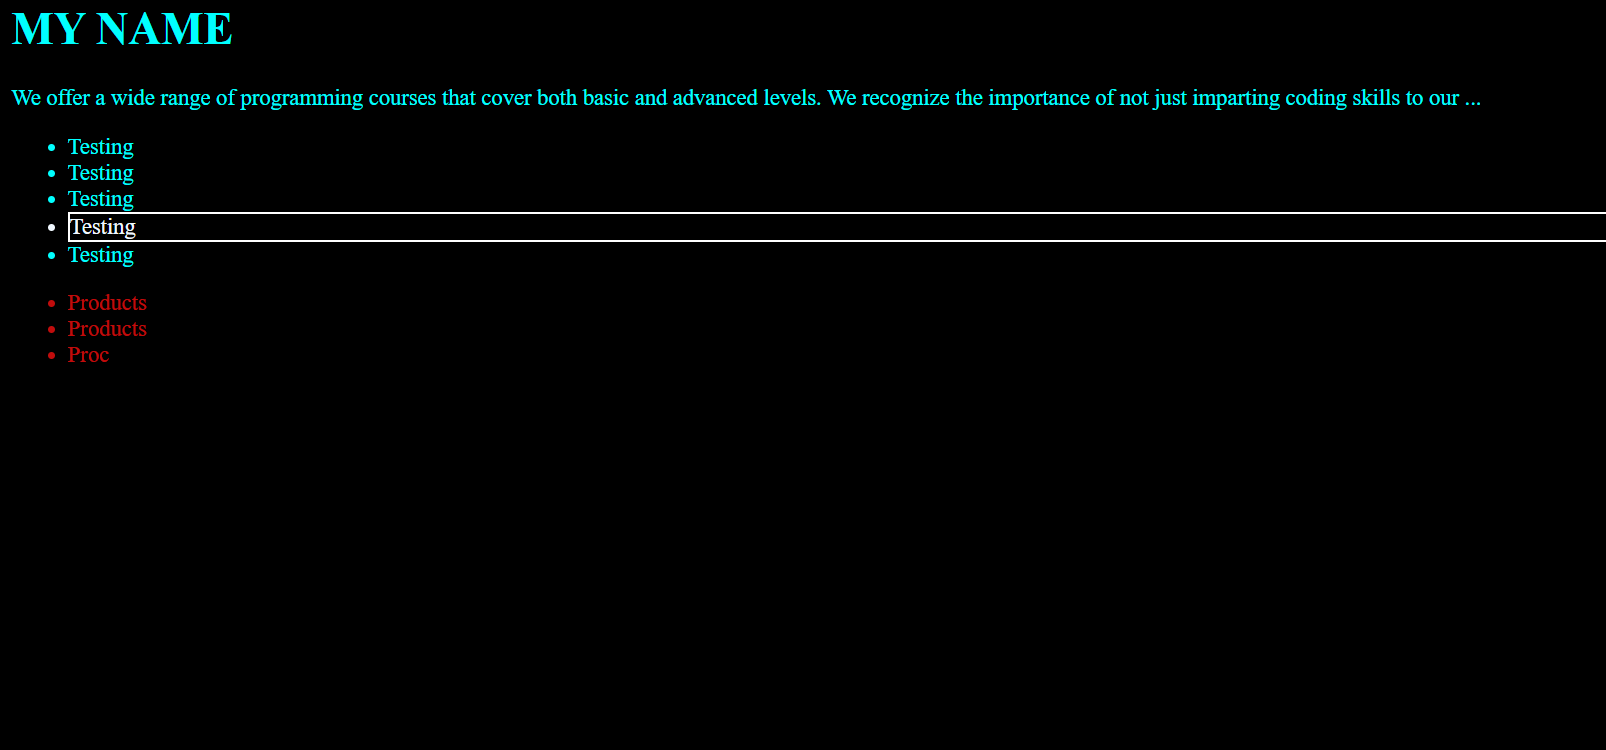 MY NAME
We offer a wide range of programming courses that cover both basic and advanced levels. We recognize the importance of not just imparting coding skills to our ...
Testing
Testing
Testing
Testing
Testing
Products
Products
Proc